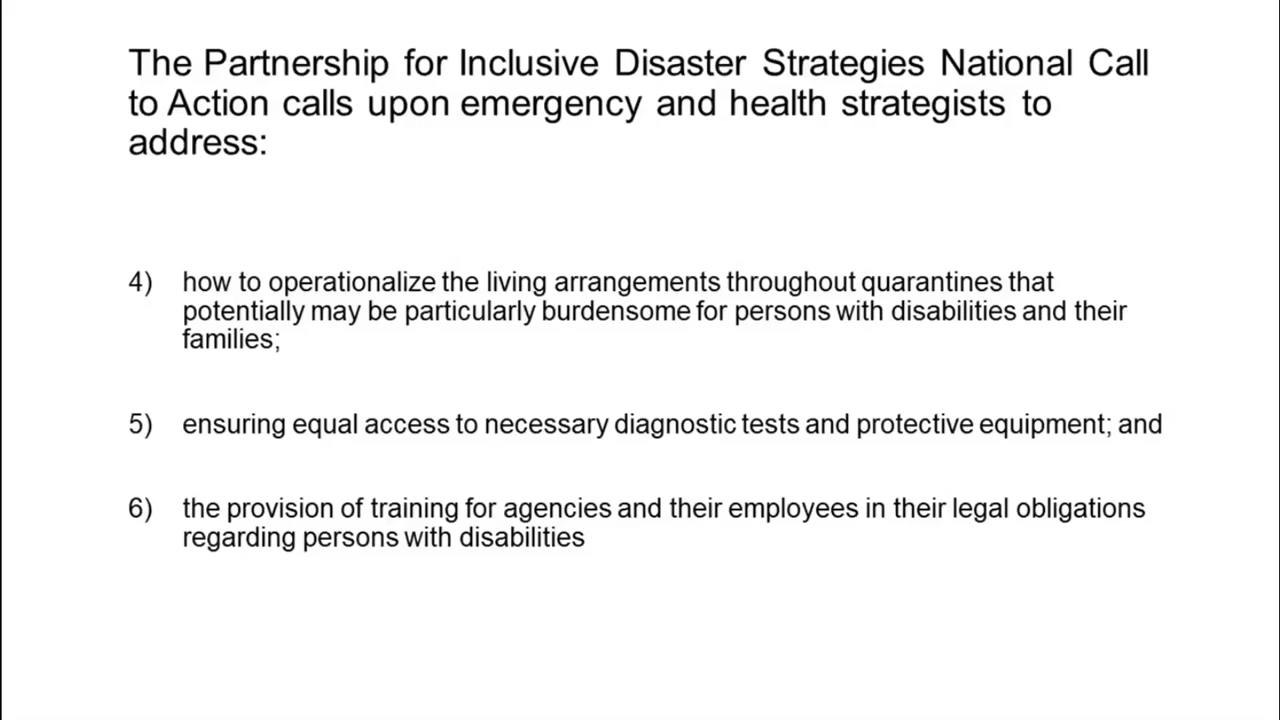 The Partnership for Inclusive Disaster Strategies National Call
to Action calls upon emergency and health strategists to
address:
4) how to operationalize the living arrangements throughout quarantines that
potentially may be particularly burdensome for persons with disabilities and their
families;
5) ensuring equal access to necessary diagnostic tests and protective equipment; and
6) the provision of training for agencies and their employees in their legal obligations
regarding persons with disabilities